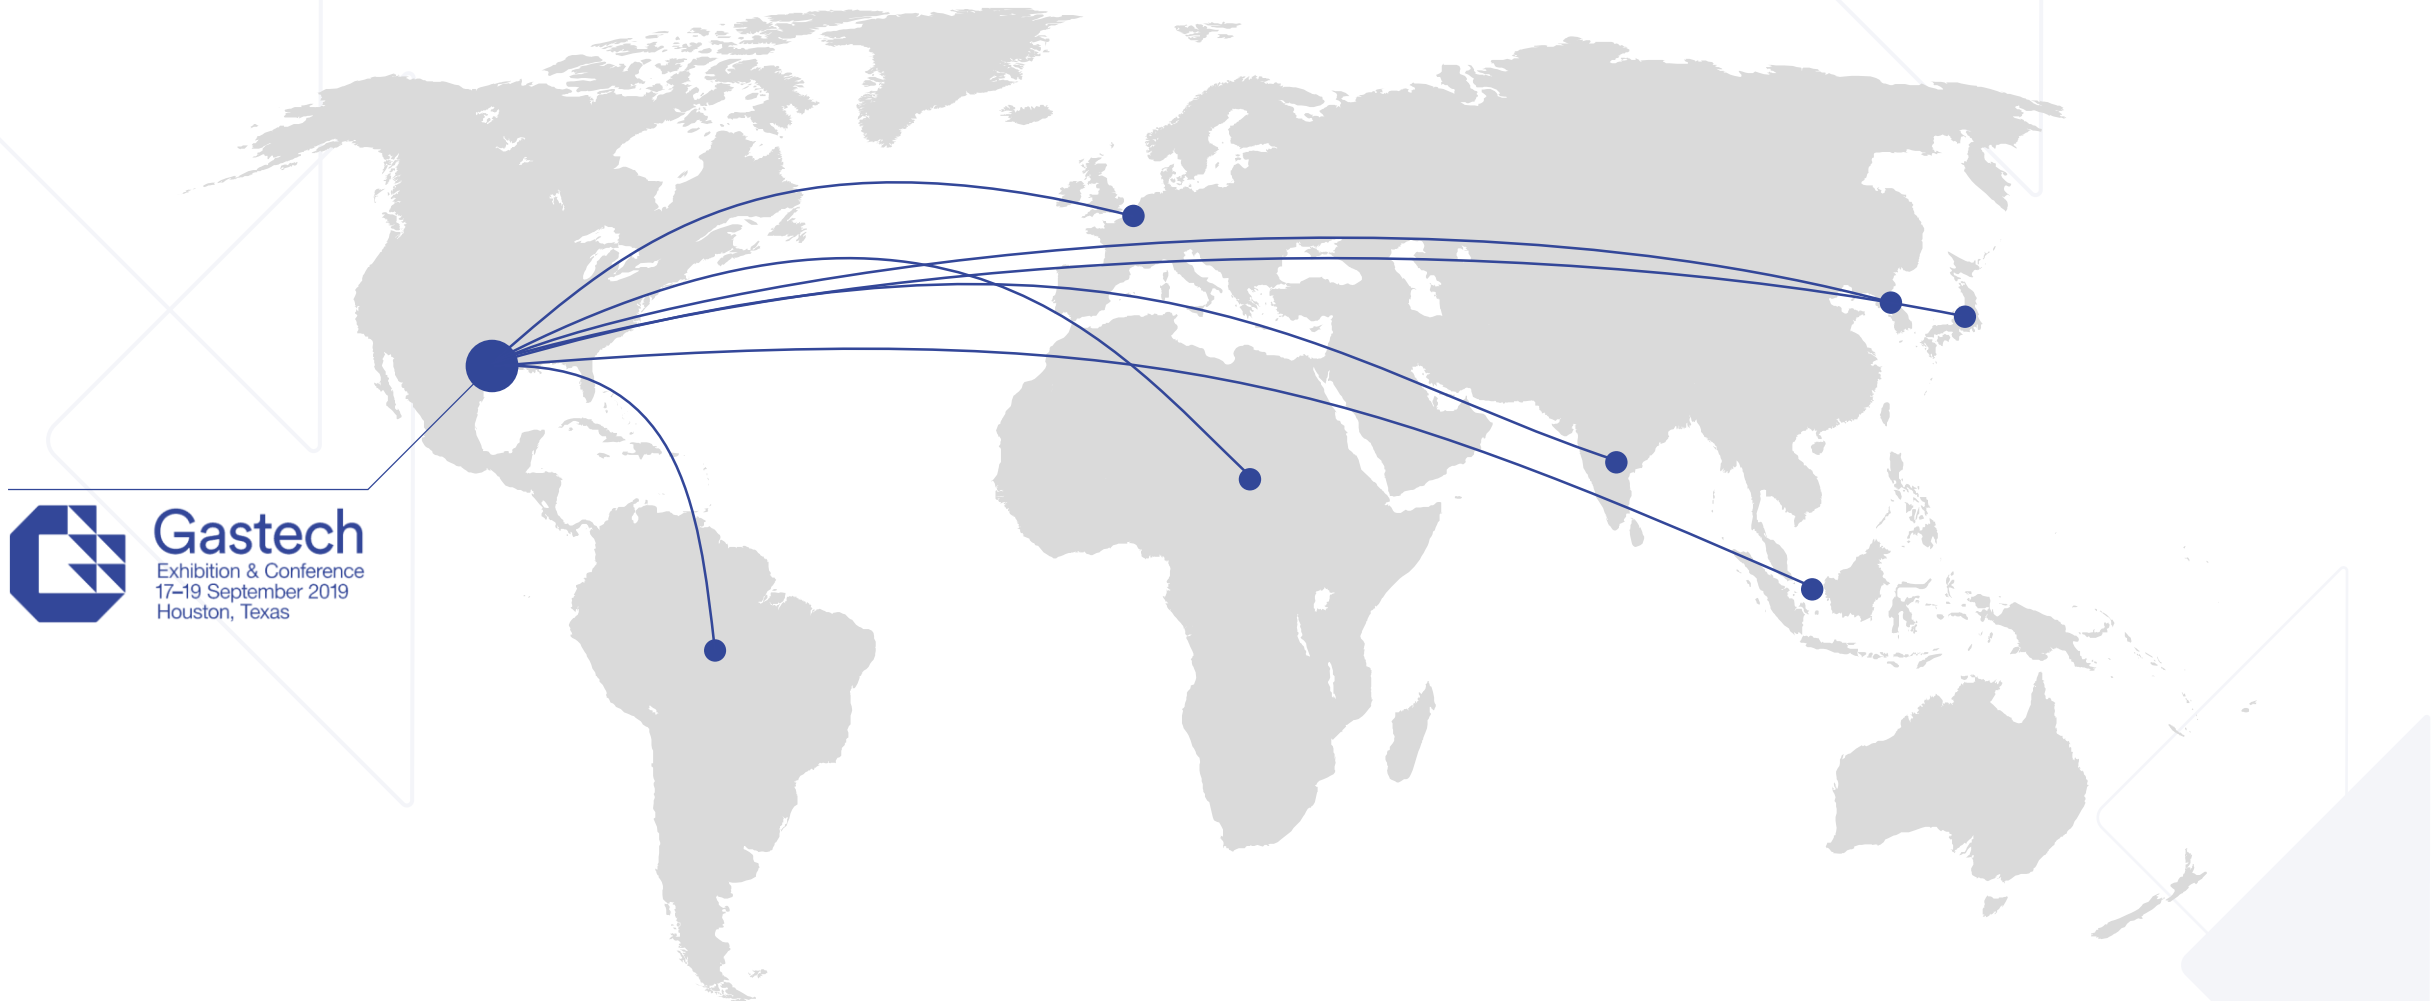 Gastech
Exhibition & Conference
17–19 September 2019
Houston, Texas